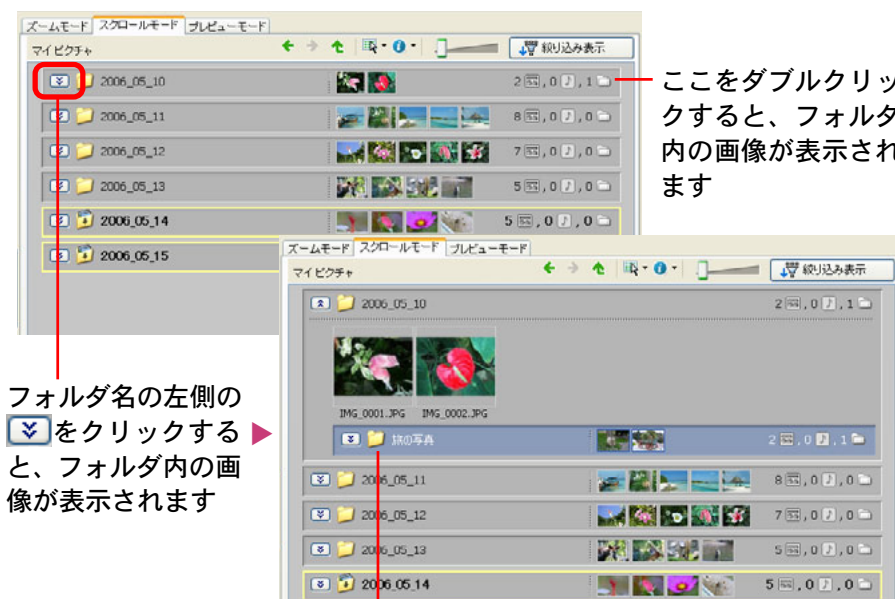 ズームモード スクロールモード プレビューモード
マイ ピクチャ 絞り込み表示
2006_05_10 2 , 0 , 1
2006_05_11 8 , 0 , 0
2006_05_12 7 , 0 , 0
2006_05_13 5 , 0 , 0
2006_05_14 5 , 0 , 0
2006_05_15
ここをダブルクリッ
クすると、フォルダ
内の画像が表示され
ます
フォルダ名の左側の
をクリックする
と、フォルダ内の画
像が表示されます
ズームモード スクロールモード プレビューモード
マイ ピクチャ 絞り込み表示
2006_05_10 2 , 0 , 1
IMG_0001.JPG IMG_0002.JPG
旅の写真 2 , 0 , 1
2006_05_11 8 , 0 , 0
2006_05_12 7 , 0 , 0
2006_05_13 5 , 0 , 0
2006_05_14 5 , 0 , 0